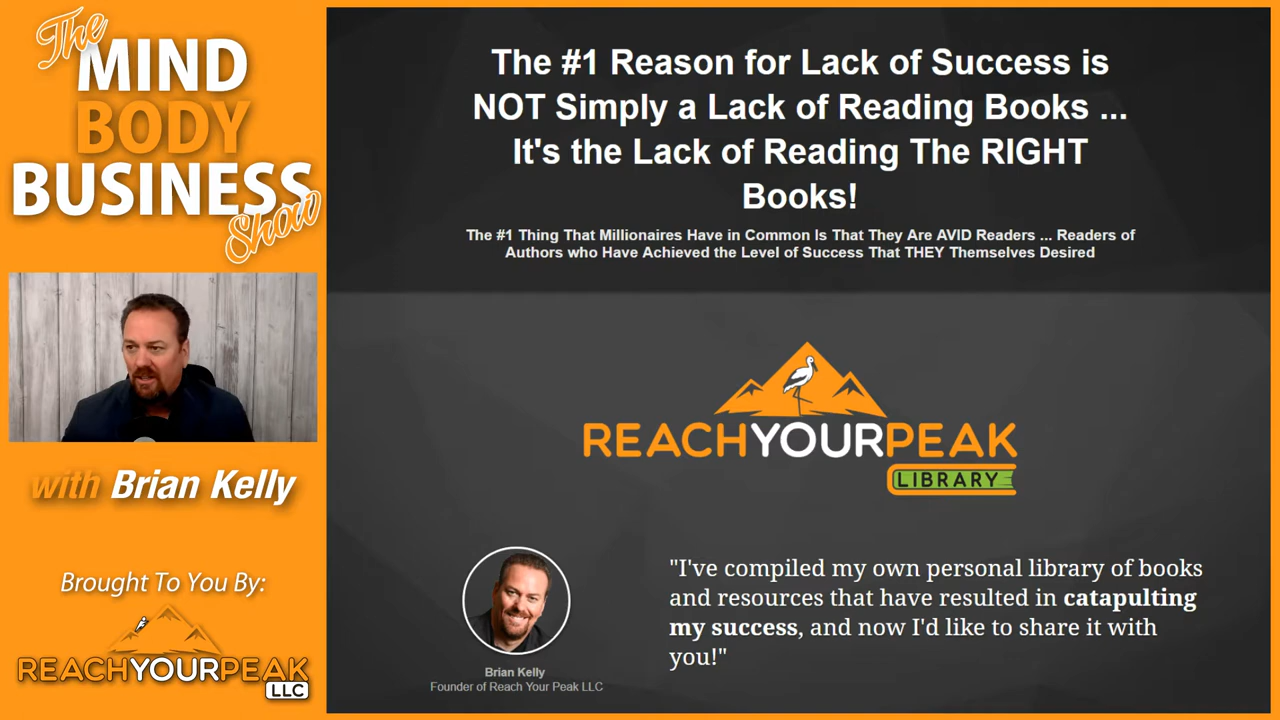 The
MIND
BODY
BUSINESS
Show
with Brian Kelly
Brought To You By:
REACHYOURPEAK
LLC
The #1 Reason for Lack of Success is
NOT Simply a Lack of Reading Books ...
It's the Lack of Reading The RIGHT
Books!
The #1 Thing That Millionaires Have in Common Is That They Are AVID Readers ... Readers of
Authors who Have Achieved the Level of Success That THEY Themselves Desired
REACHYOURPEAK
LIBRARY
Brian Kelly
Founder of Reach Your Peak LLC
"I've compiled my own personal library of books
and resources that have resulted in catapulting
my success, and now I'd like to share it with
you!"